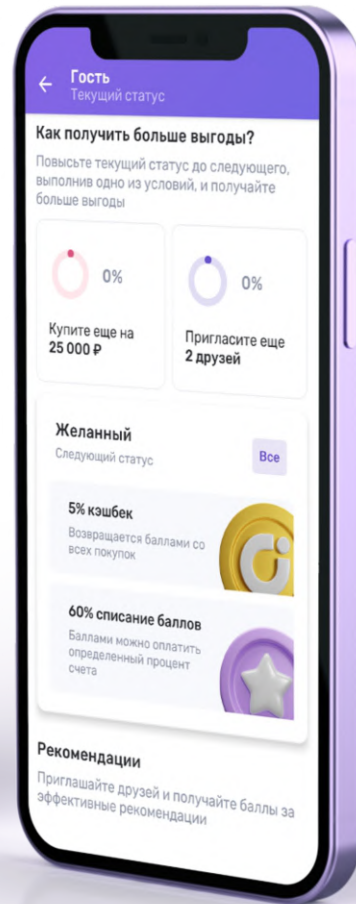 Гость
Текущий статус
Как получить больше выгоды?
Повысьте текущий статус до следующего,
выполнив одно из условий, и получайте
больше выгоды
0%
0%
Купите еще на
25 000 ₽
Пригласите еще
2 друзей
Желанный
Следующий статус
Все
5% кэшбек
Возвращается баллами со
всех покупок
60% списание баллов
Баллами можно оплатить
определенный процент
счета
Рекомендации
Приглашайте друзей и получайте баллы за
эффективные рекомендации